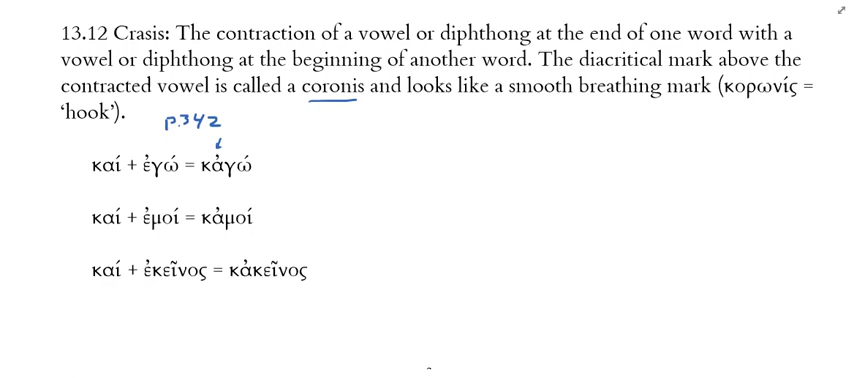 13.12 Crasis: The contraction of a vowel or diphthong at the end of one word with a
vowel or diphthong at the beginning of another word. The diacritical mark above the
contracted vowel is called a coronis and looks like a smooth breathing mark (κορωνίς =
‘hook’).
p.342
καί + ἐγώ = κἀγώ
καί + ἐμοί = κἀμοί
καί + ἐκεῖνος = κἀκεῖνος